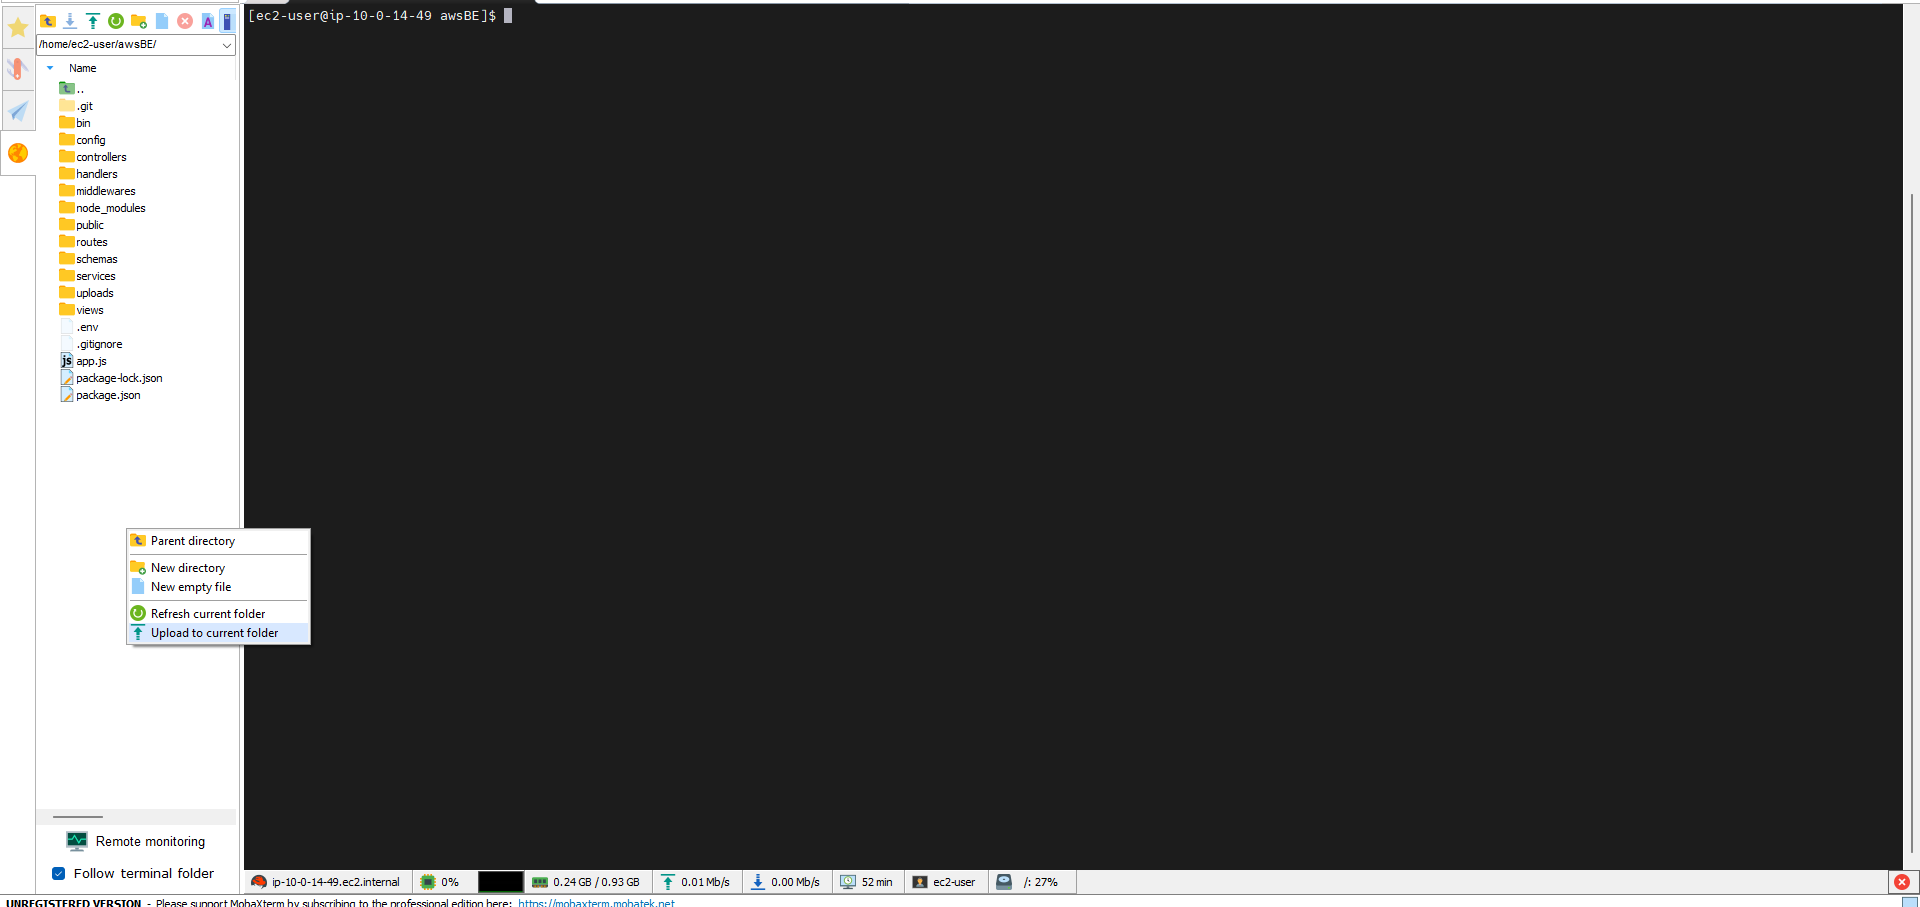 /home/ec2-user/awsBE/
Name
..
.git
bin
config
controllers
handlers
middlewares
node_modules
public
routes
schemas
services
uploads
views
.env
.gitignore
app.js
package-lock.json
package.json
[ec2-user@ip-10-0-14-49 awsBE]$
Parent directory
New directory
New empty file
Refresh current folder
Upload to current folder
Remote monitoring
Follow terminal folder
ip-10-0-14-49.ec2.internal 0% 0.24 GB / 0.93 GB 0.01 Mb/s 0.00 Mb/s 52 min ec2-user /: 27%
UNREGISTERED VERSION - Please support MobaXterm by subscribing to the professional edition here: https://mobaxterm.mobatek.net